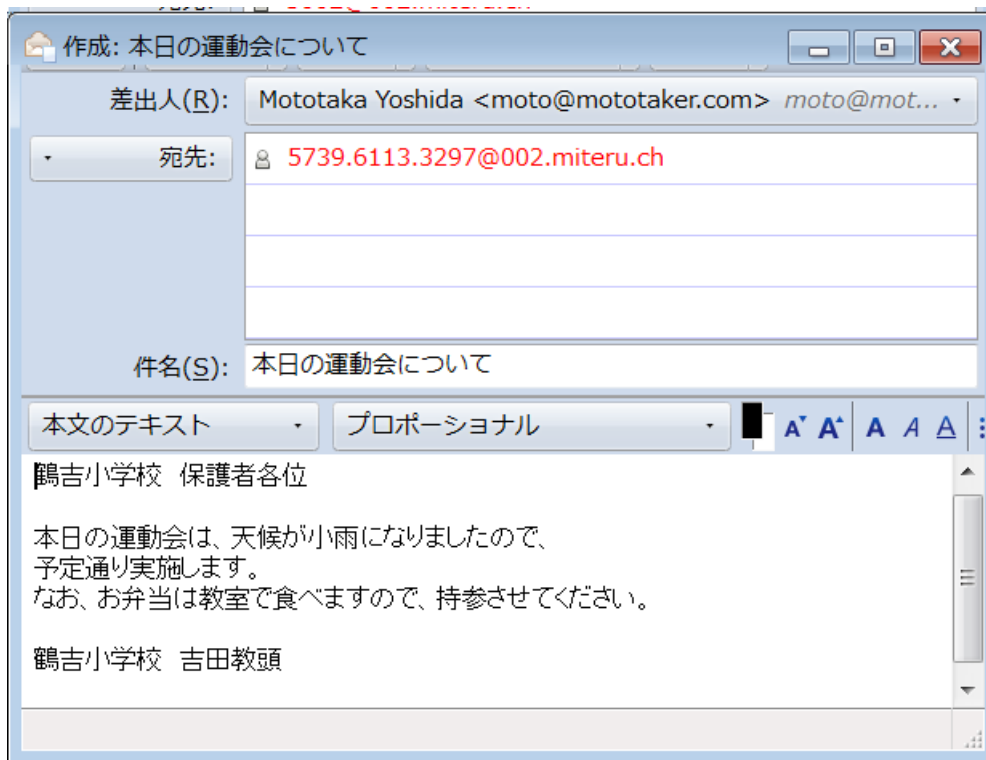 作成: 本日の運動会について
差出人(R): Mototaka Yoshida <moto@mototaker.com> moto@mot...
宛先: 5739.6113.3297@002.miteru.ch
件名(S): 本日の運動会について
本文のテキスト プロポーショナル A A A A A
鶴吉小学校 保護者各位
本日の運動会は、天候が小雨になりましたので、
予定通り実施します。
なお、お弁当は教室で食べますので、持参させてください。
鶴吉小学校 吉田教頭